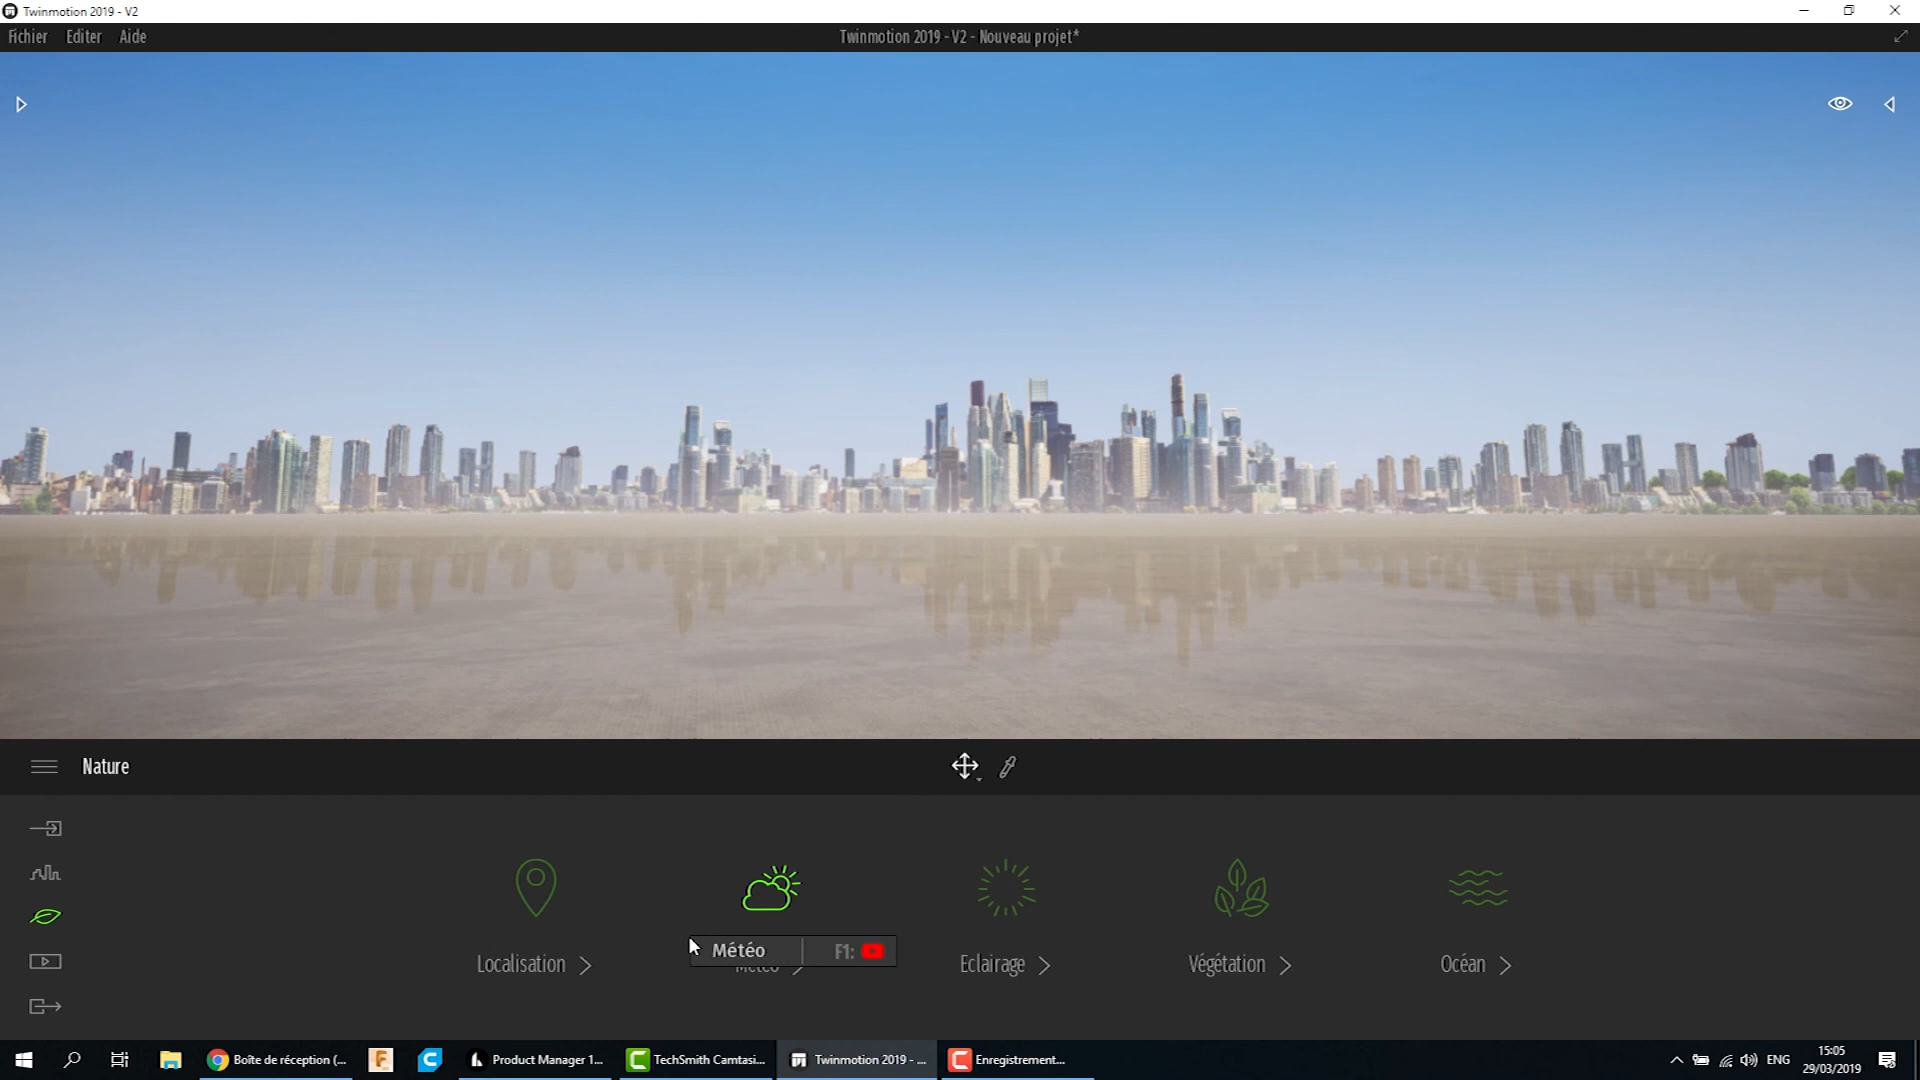 Twinmotion 2019 - V2
Fichier Editer Aide
Twinmotion 2019 - V2 - Nouveau projet*
Nature
Météo F1:
Localisation
Météo
Eclairage
Végétation
Océan
Boîte de réception (...
Product Manager 1...
TechSmith Camtasi...
Twinmotion 2019 - ...
Enregistrement...
ENG
15:05
29/03/2019